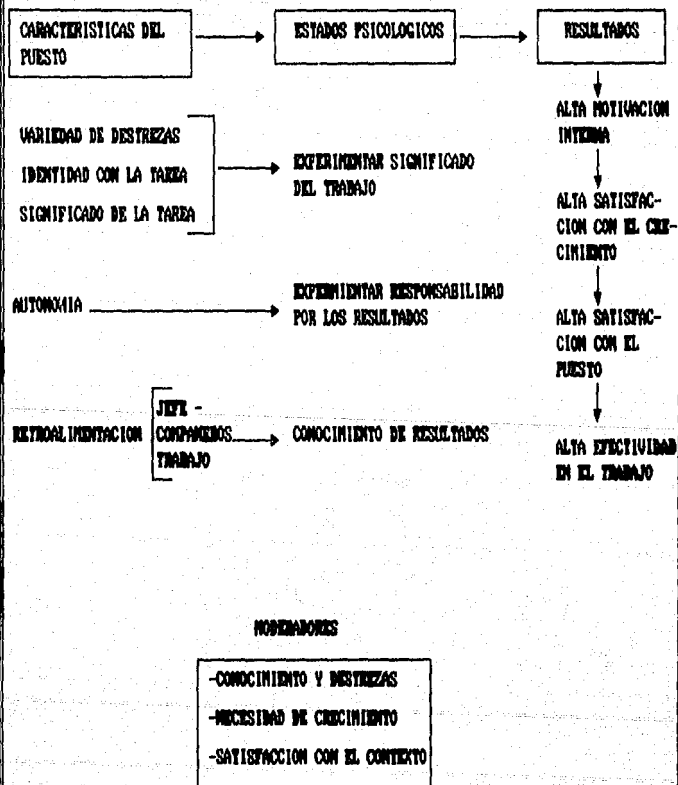 CARACTERISTICAS DEL
PUESTO
ESTADOS PSICOLOGICOS
RESULTADOS
VARIEDAD DE DESTREZAS
IDENTIDAD CON LA TAREA
SIGNIFICADO DE LA TAREA
EXPERIMENTAR SIGNIFICADO
DEL TRABAJO
AUTONOMIA
EXPERMIENTAR RESPONSABILIDAD
POR LOS RESULTADOS
RETROALIMENTACION
JEFE -
COMPAÑEROS
TRABAJO
CONOCIMIENTO DE RESULTADOS
ALTA MOTIVACION
INTERNA
ALTA SATISFAC-
CION CON EL CRE-
CIMIENTO
ALTA SATISFAC-
CION CON EL
PUESTO
ALTA EFECTIVIDAD
EN EL TRABAJO
MODERADORES
-CONOCIMIENTO Y DESTREZAS
-NECESIDAD DE CRECIMIENTO
-SATISFACCION CON EL CONTEXTO